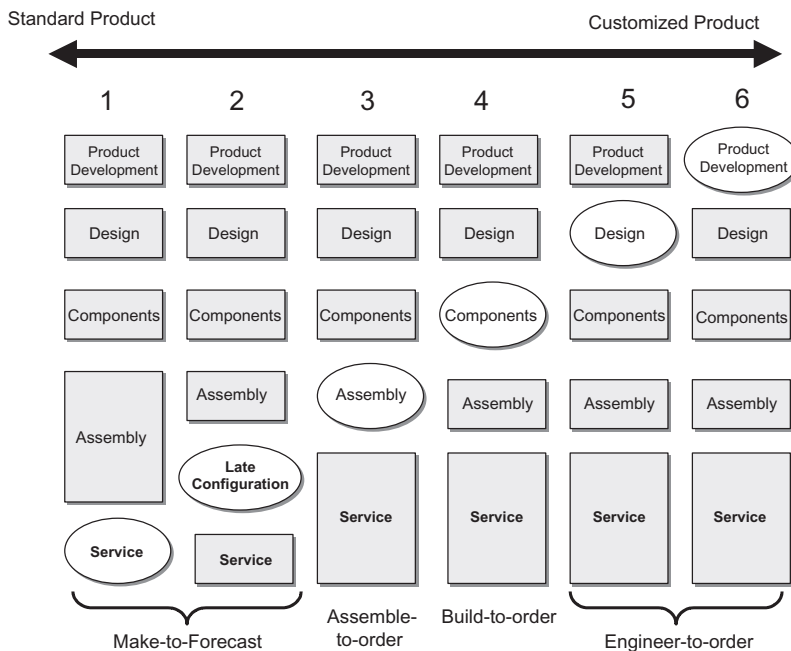 Standard Product
Customized Product
1 2 3 4 5 6
Product
Development
Product
Development
Product
Development
Product
Development
Product
Development
Product
Development
Design
Design
Design
Design
Design
Design
Components
Components
Components
Components
Components
Components
Assembly
Assembly
Assembly
Assembly
Assembly
Assembly
Late
Configuration
Service
Service
Service
Service
Service
Service
Make-to-Forecast
Assemble-
to-order
Build-to-order
Engineer-to-order